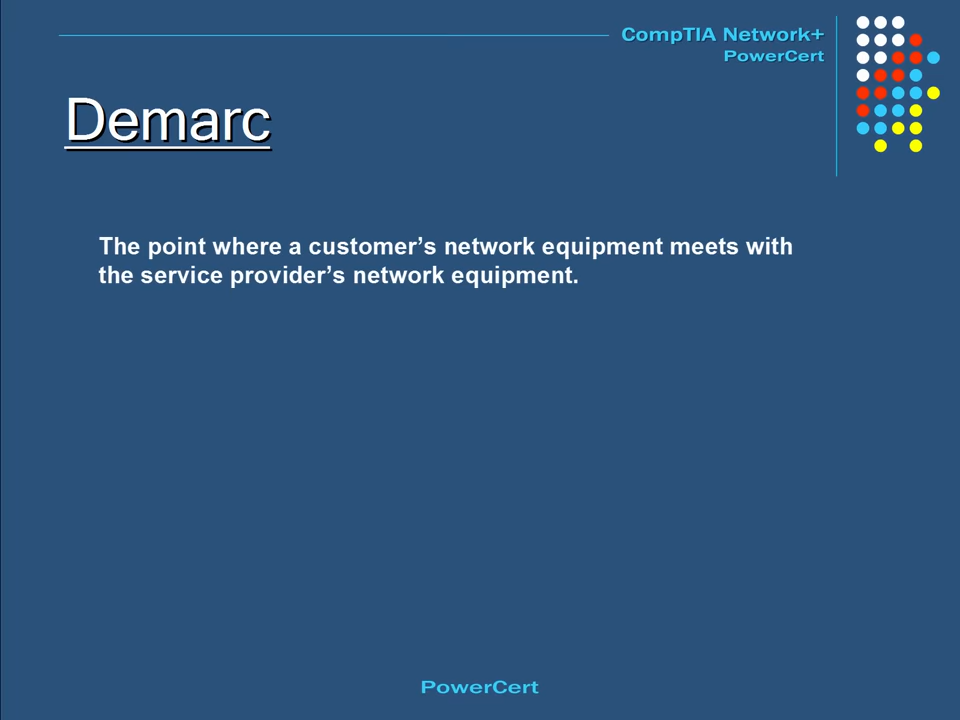 CompTIA Network+
PowerCert
Demarc
The point where a customer’s network equipment meets with
the service provider’s network equipment.
PowerCert